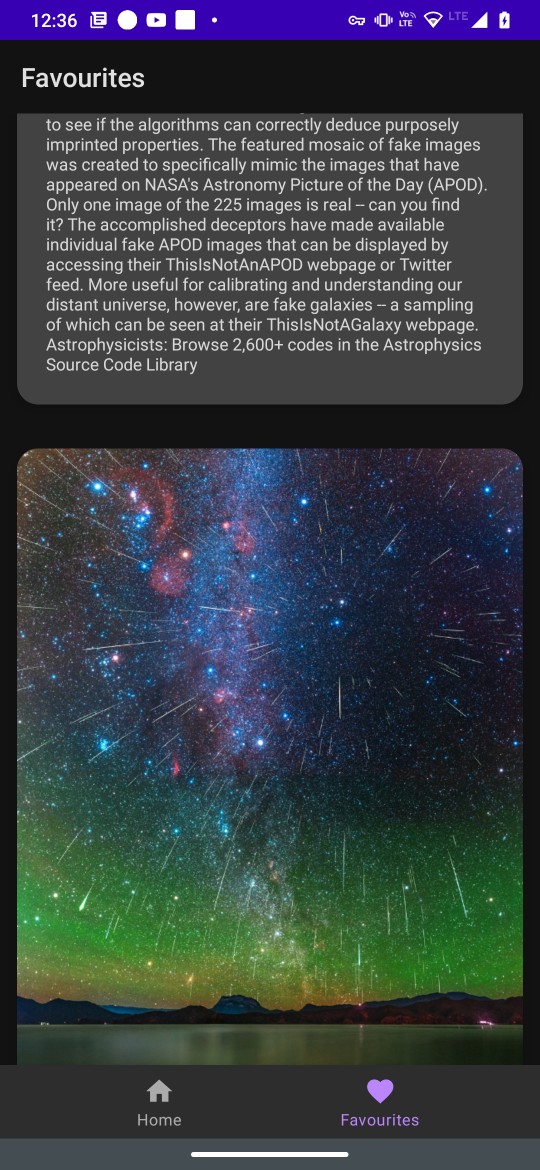 12:36
Vo
LTE
LTE
Favourites
to see if the algorithms can correctly deduce purposely
imprinted properties. The featured mosaic of fake images
was created to specifically mimic the images that have
appeared on NASA's Astronomy Picture of the Day (APOD).
Only one image of the 225 images is real -- can you find
it? The accomplished deceptors have made available
individual fake APOD images that can be displayed by
accessing their ThisIsNotAnAPOD webpage or Twitter
feed. More useful for calibrating and understanding our
distant universe, however, are fake galaxies -- a sampling
of which can be seen at their ThisIsNotAGalaxy webpage.
Astrophysicists: Browse 2,600+ codes in the Astrophysics
Source Code Library
Home
Favourites